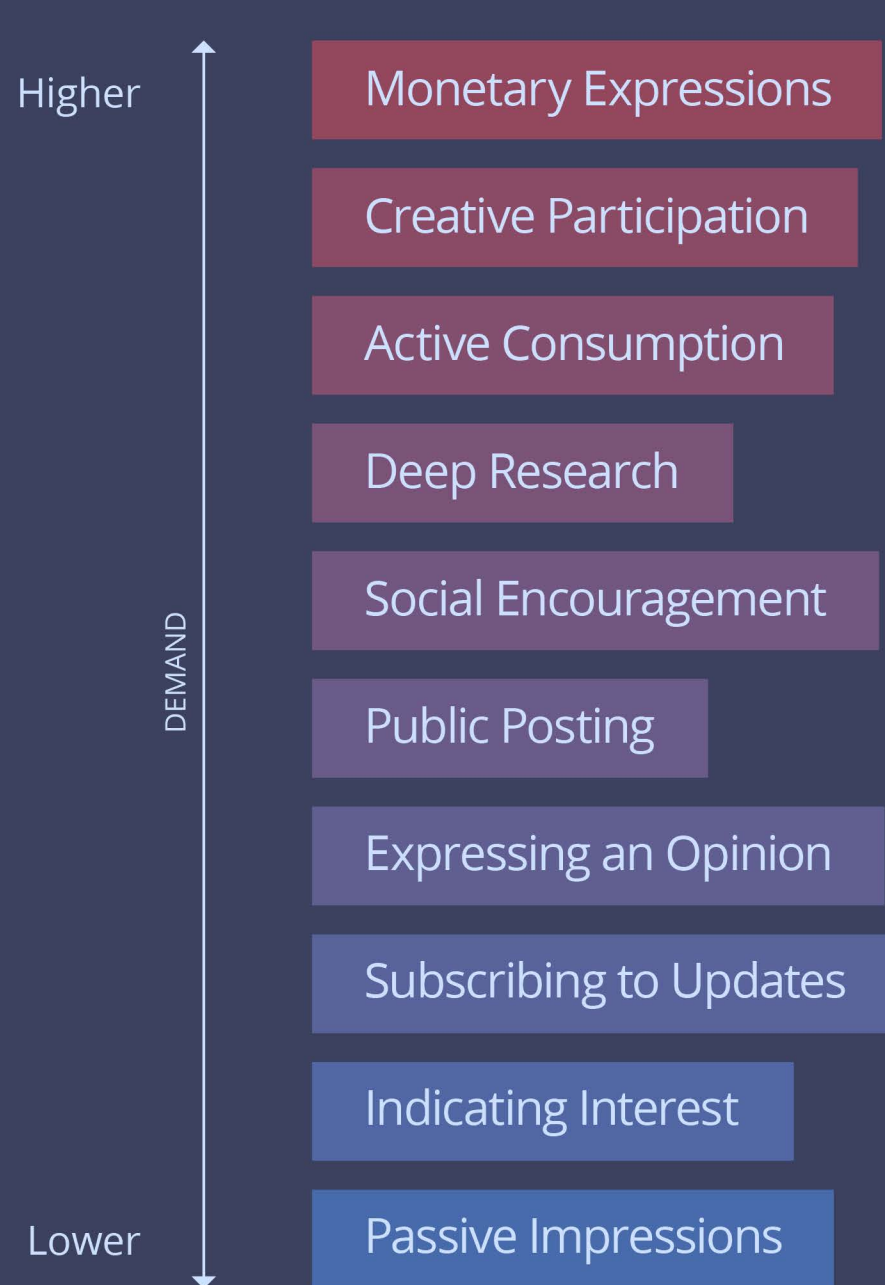 Higher
Monetary Expressions
Creative Participation
Active Consumption
Deep Research
Social Encouragement
DEMAND
Public Posting
Expressing an Opinion
Subscribing to Updates
Indicating Interest
Lower
Passive Impressions